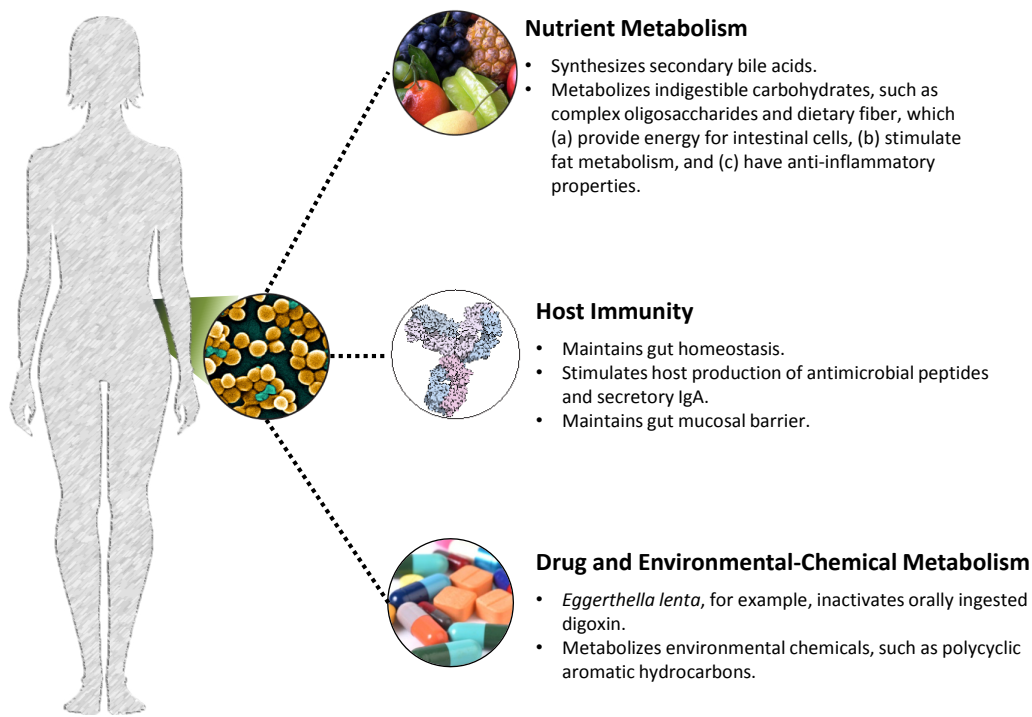 Nutrient Metabolism
• Synthesizes secondary bile acids.
• Metabolizes indigestible carbohydrates, such as
complex oligosaccharides and dietary fiber, which
(a) provide energy for intestinal cells, (b) stimulate
fat metabolism, and (c) have anti-inflammatory
properties.
Host Immunity
• Maintains gut homeostasis.
• Stimulates host production of antimicrobial peptides
and secretory IgA.
• Maintains gut mucosal barrier.
Drug and Environmental-Chemical Metabolism
• Eggerthella lenta, for example, inactivates orally ingested
digoxin.
• Metabolizes environmental chemicals, such as polycyclic
aromatic hydrocarbons.